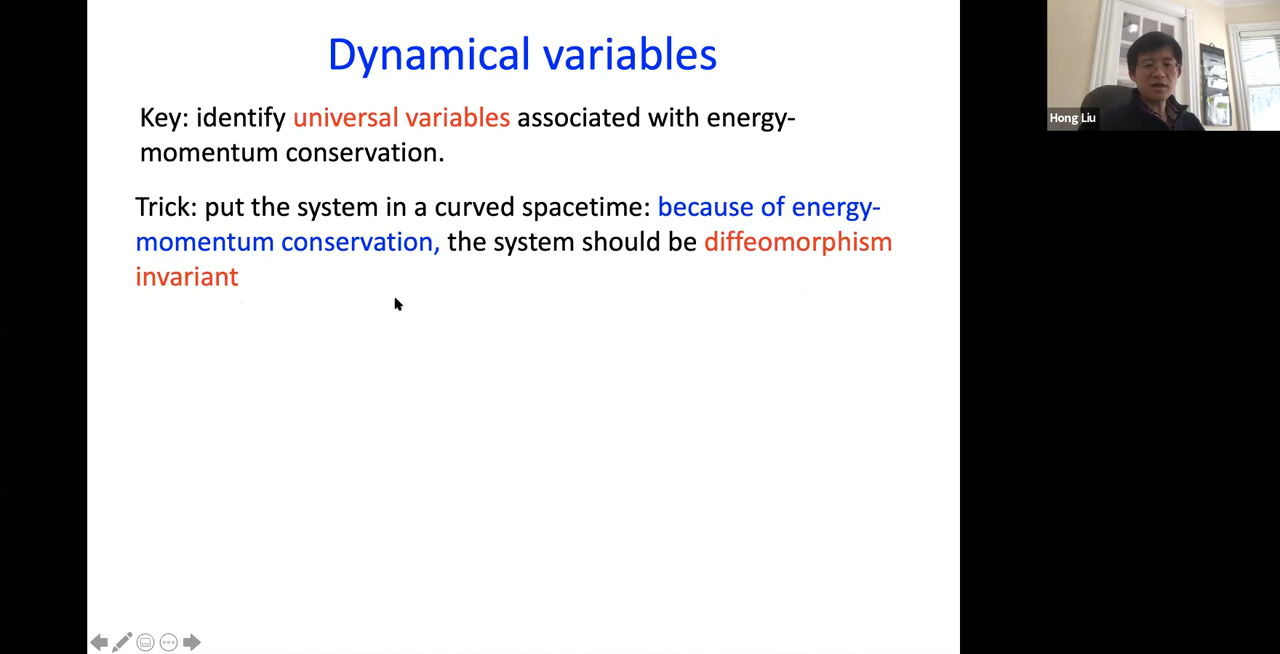 Dynamical variables
Key: identify universal variables associated with energy-
momentum conservation.
Trick: put the system in a curved spacetime: because of energy-
momentum conservation, the system should be diffeomorphism
invariant
Hong Liu